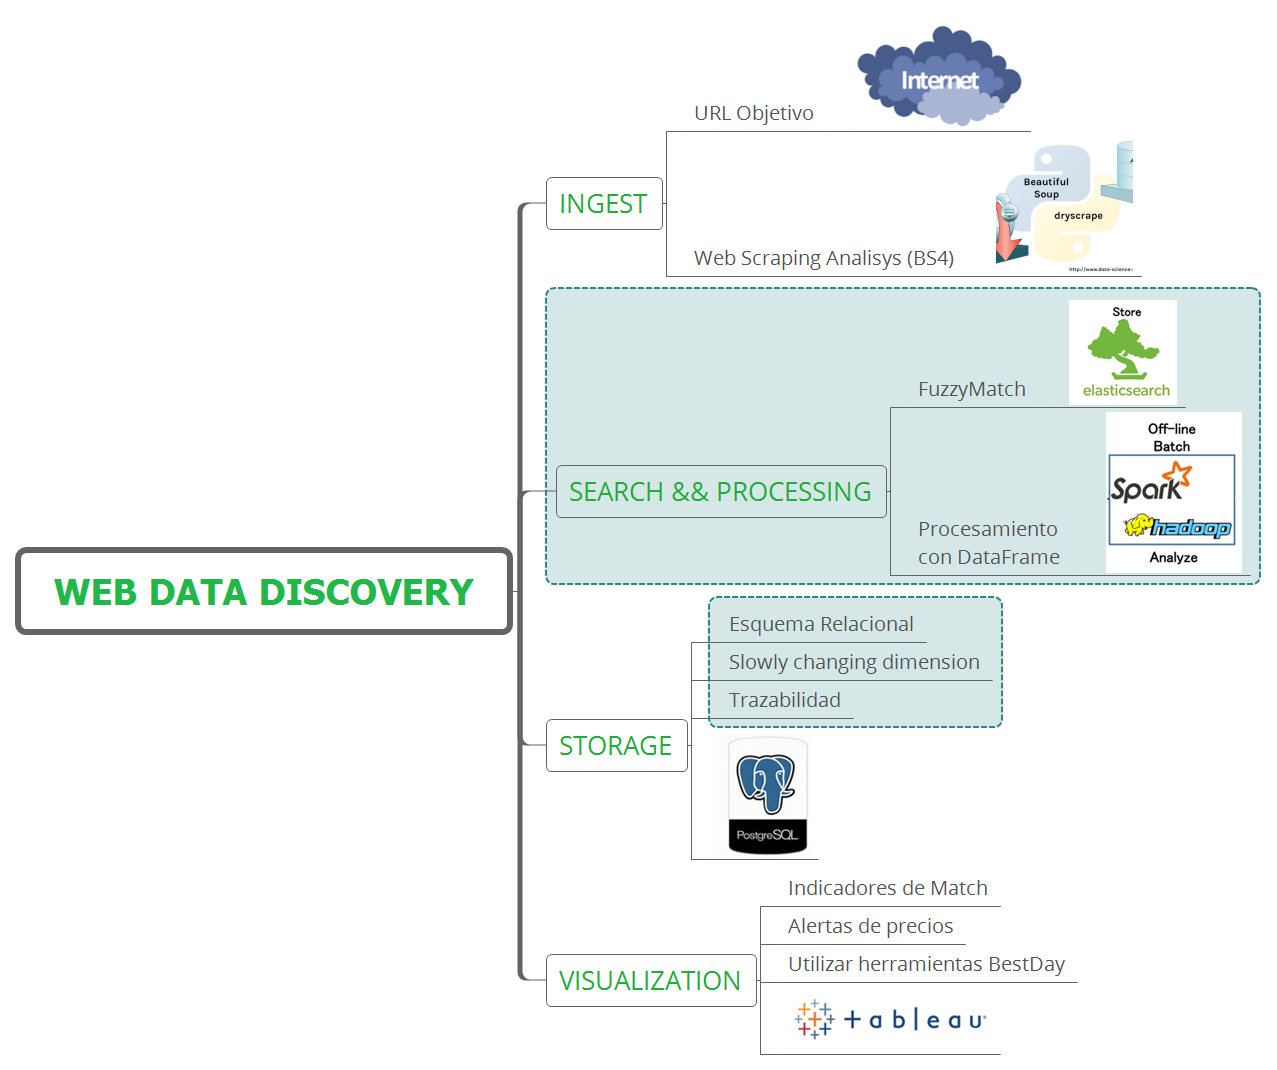 Internet
URL Objetivo
Beautiful
Soup
dryscrape
INGEST
Web Scraping Analisys (BS4)
http://www.data-science-
Store
elasticsearch
FuzzyMatch
Off-line
Batch
Spark
SEARCH && PROCESSING
hadoop
Procesamiento
con DataFrame
Analyze
WEB DATA DISCOVERY
Esquema Relacional
Slowly changing dimension
Trazabilidad
STORAGE
PostgreSQL
Indicadores de Match
Alertas de precios
Utilizar herramientas BestDay
VISUALIZATION
tableau